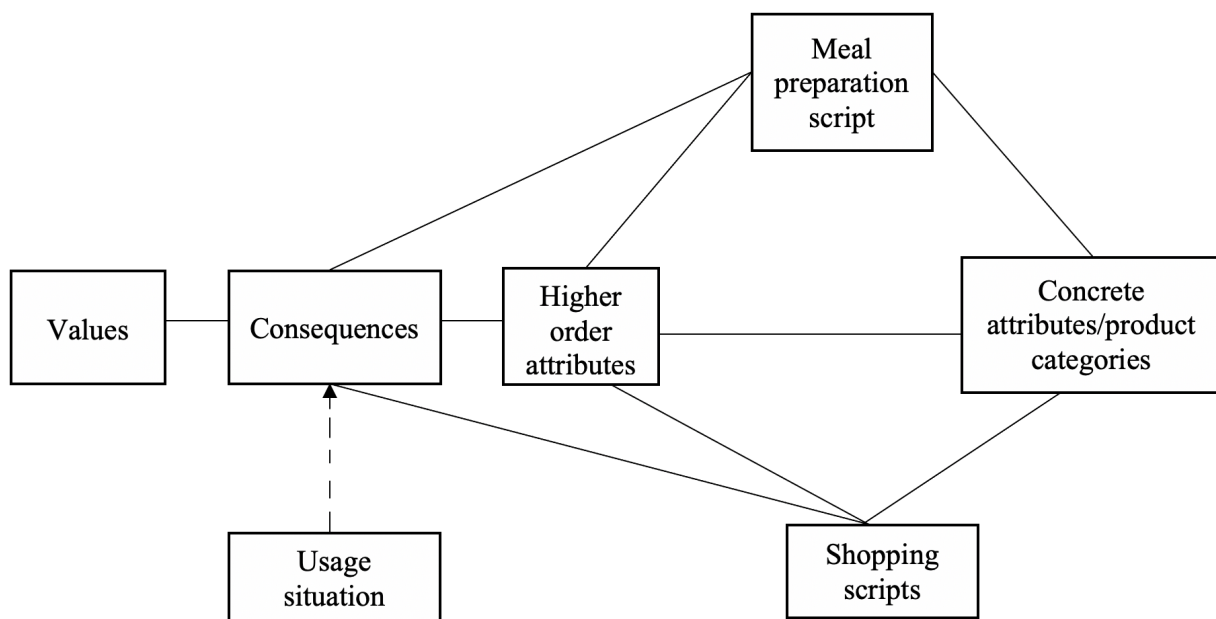 Meal
preparation
script
Values
Consequences
Higher
order
attributes
Concrete
attributes/product
categories
Usage
situation
Shopping
scripts